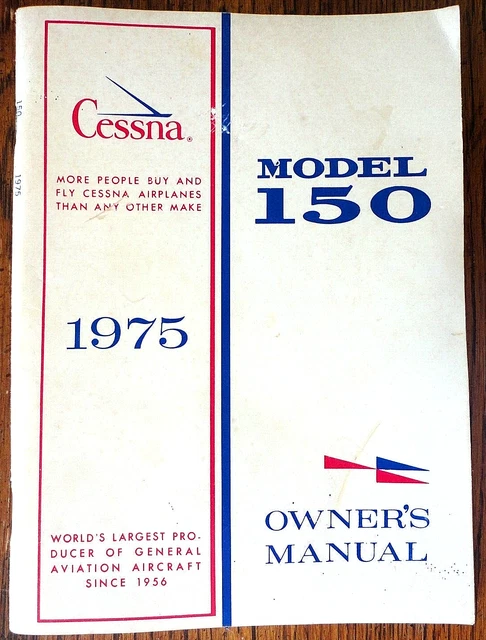 150 1975
Cessna®
MORE PEOPLE BUY AND
FLY CESSNA AIRPLANES
THAN ANY OTHER MAKE
1975
WORLD'S LARGEST PRO-
DUCER OF GENERAL
AVIATION AIRCRAFT
SINCE 1956
MODEL
150
OWNER'S
MANUAL